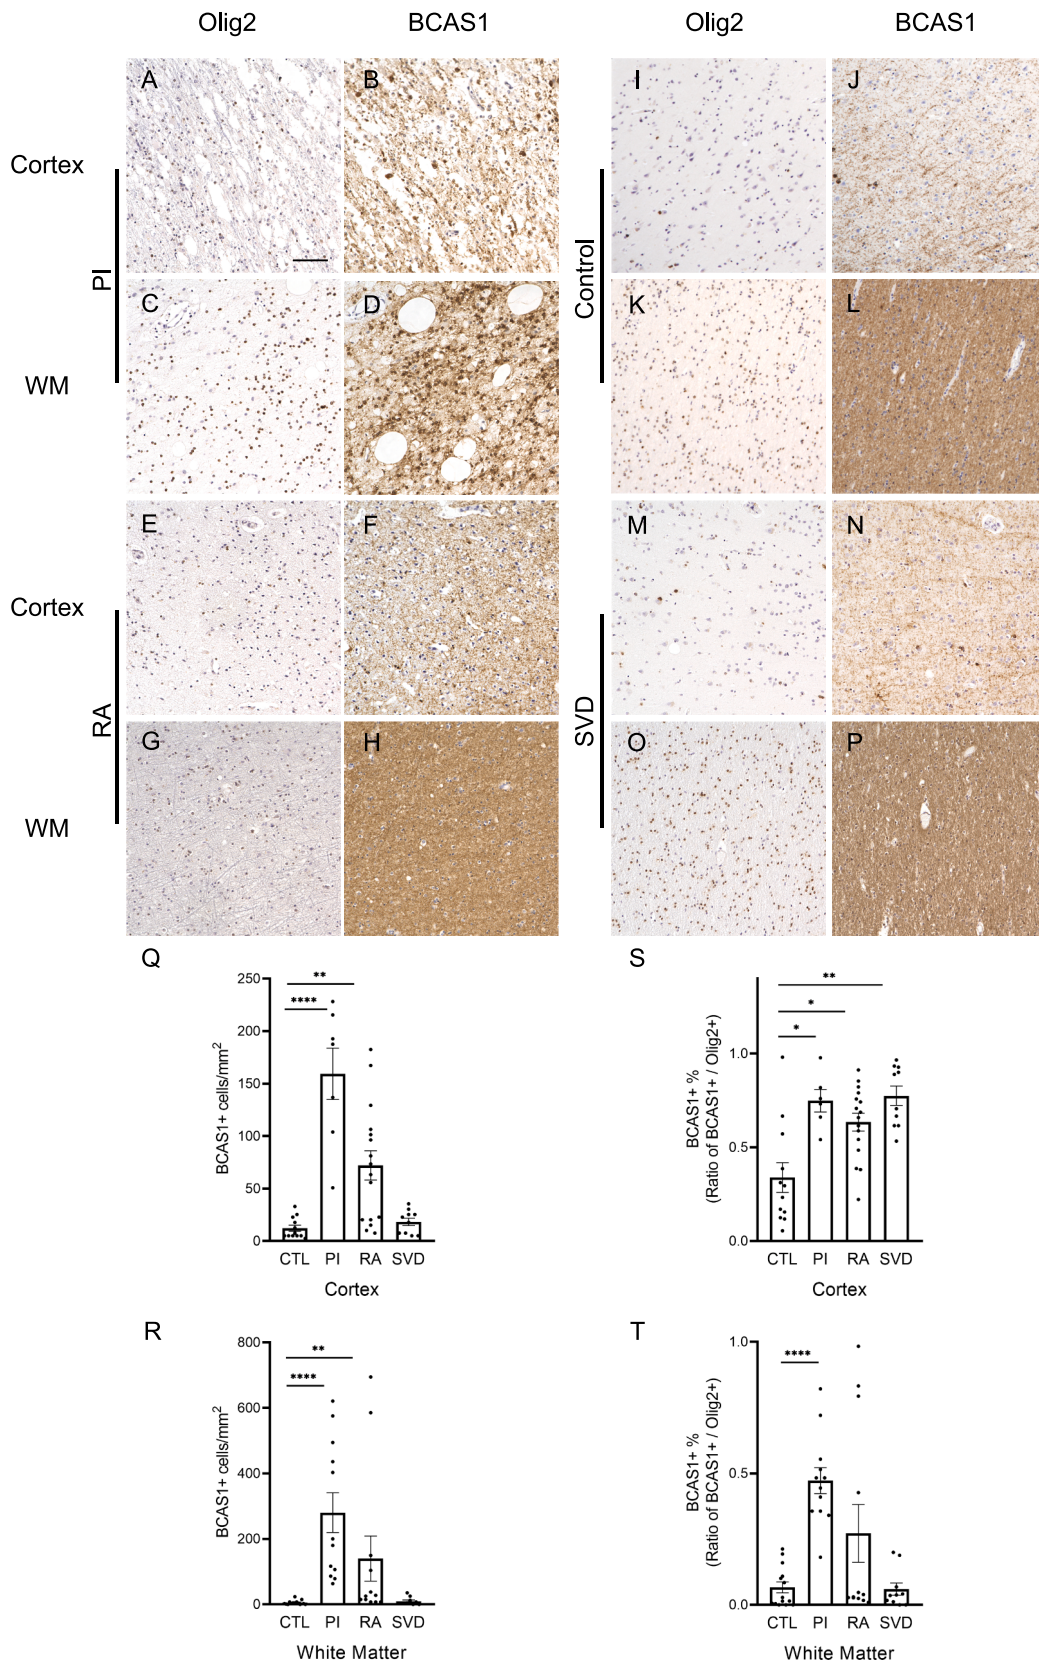 Olig2 BCAS1 Olig2 BCAS1
A B I J
Cortex
PI Control
C D K L
WM
E F M N
Cortex
RA SVD
G H O P
WM
Q
250
200
150
100
50
0
BCAS1+ cells/mm2
**
****
CTL PI RA SVD
Cortex
S
1.0
0.5
0.0
BCAS1+ %
(Ratio of BCAS1+ / Olig2+)
**
*
*
CTL PI RA SVD
Cortex
R
800
600
400
200
0
BCAS1+ cells/mm2
**
****
CTL PI RA SVD
White Matter
T
1.0
0.5
0.0
BCAS1+ %
(Ratio of BCAS1+ / Olig2+)
****
CTL PI RA SVD
White Matter